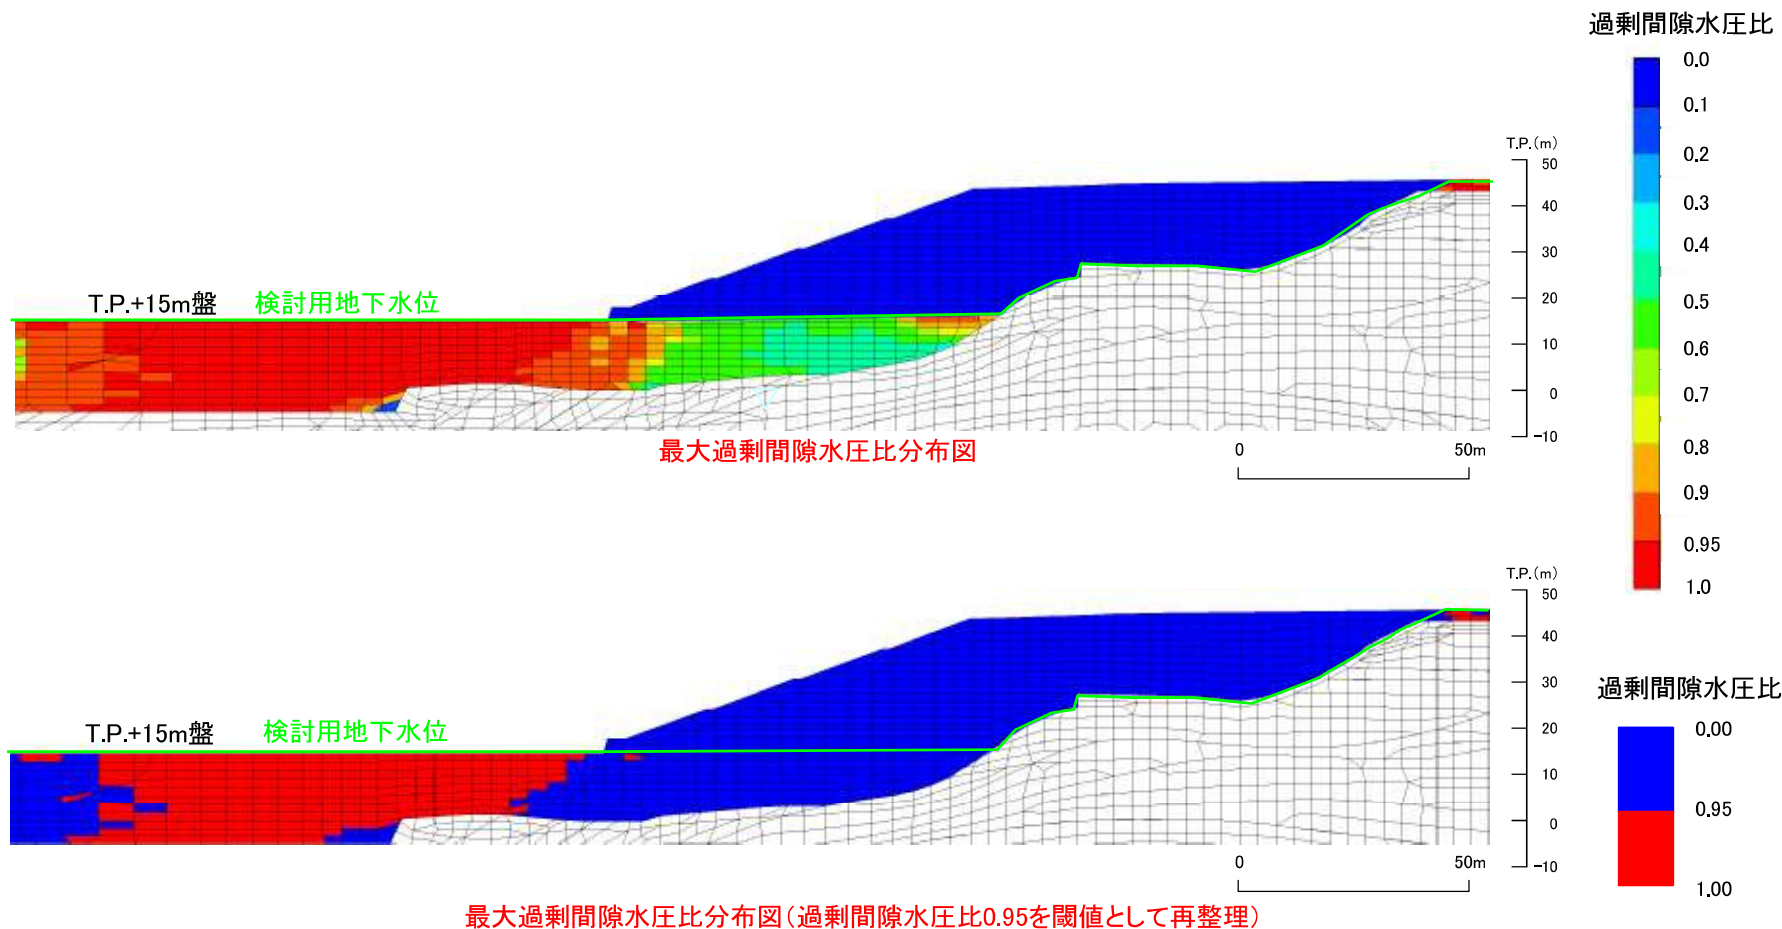 過剰間隙水圧比
0.0
0.1
0.2
0.3
0.4
0.5
0.6
0.7
0.8
0.9
0.95
1.0
T.P.(m)
50
40
30
20
10
0
-10
T.P.+15m盤 検討用地下水位
最大過剰間隙水圧比分布図
0 50m
T.P.(m)
50
40
30
20
10
0
-10
過剰間隙水圧比
0.00
0.95
1.00
T.P.+15m盤 検討用地下水位
0 50m
最大過剰間隙水圧比分布図(過剰間隙水圧比0.95を閾値として再整理)